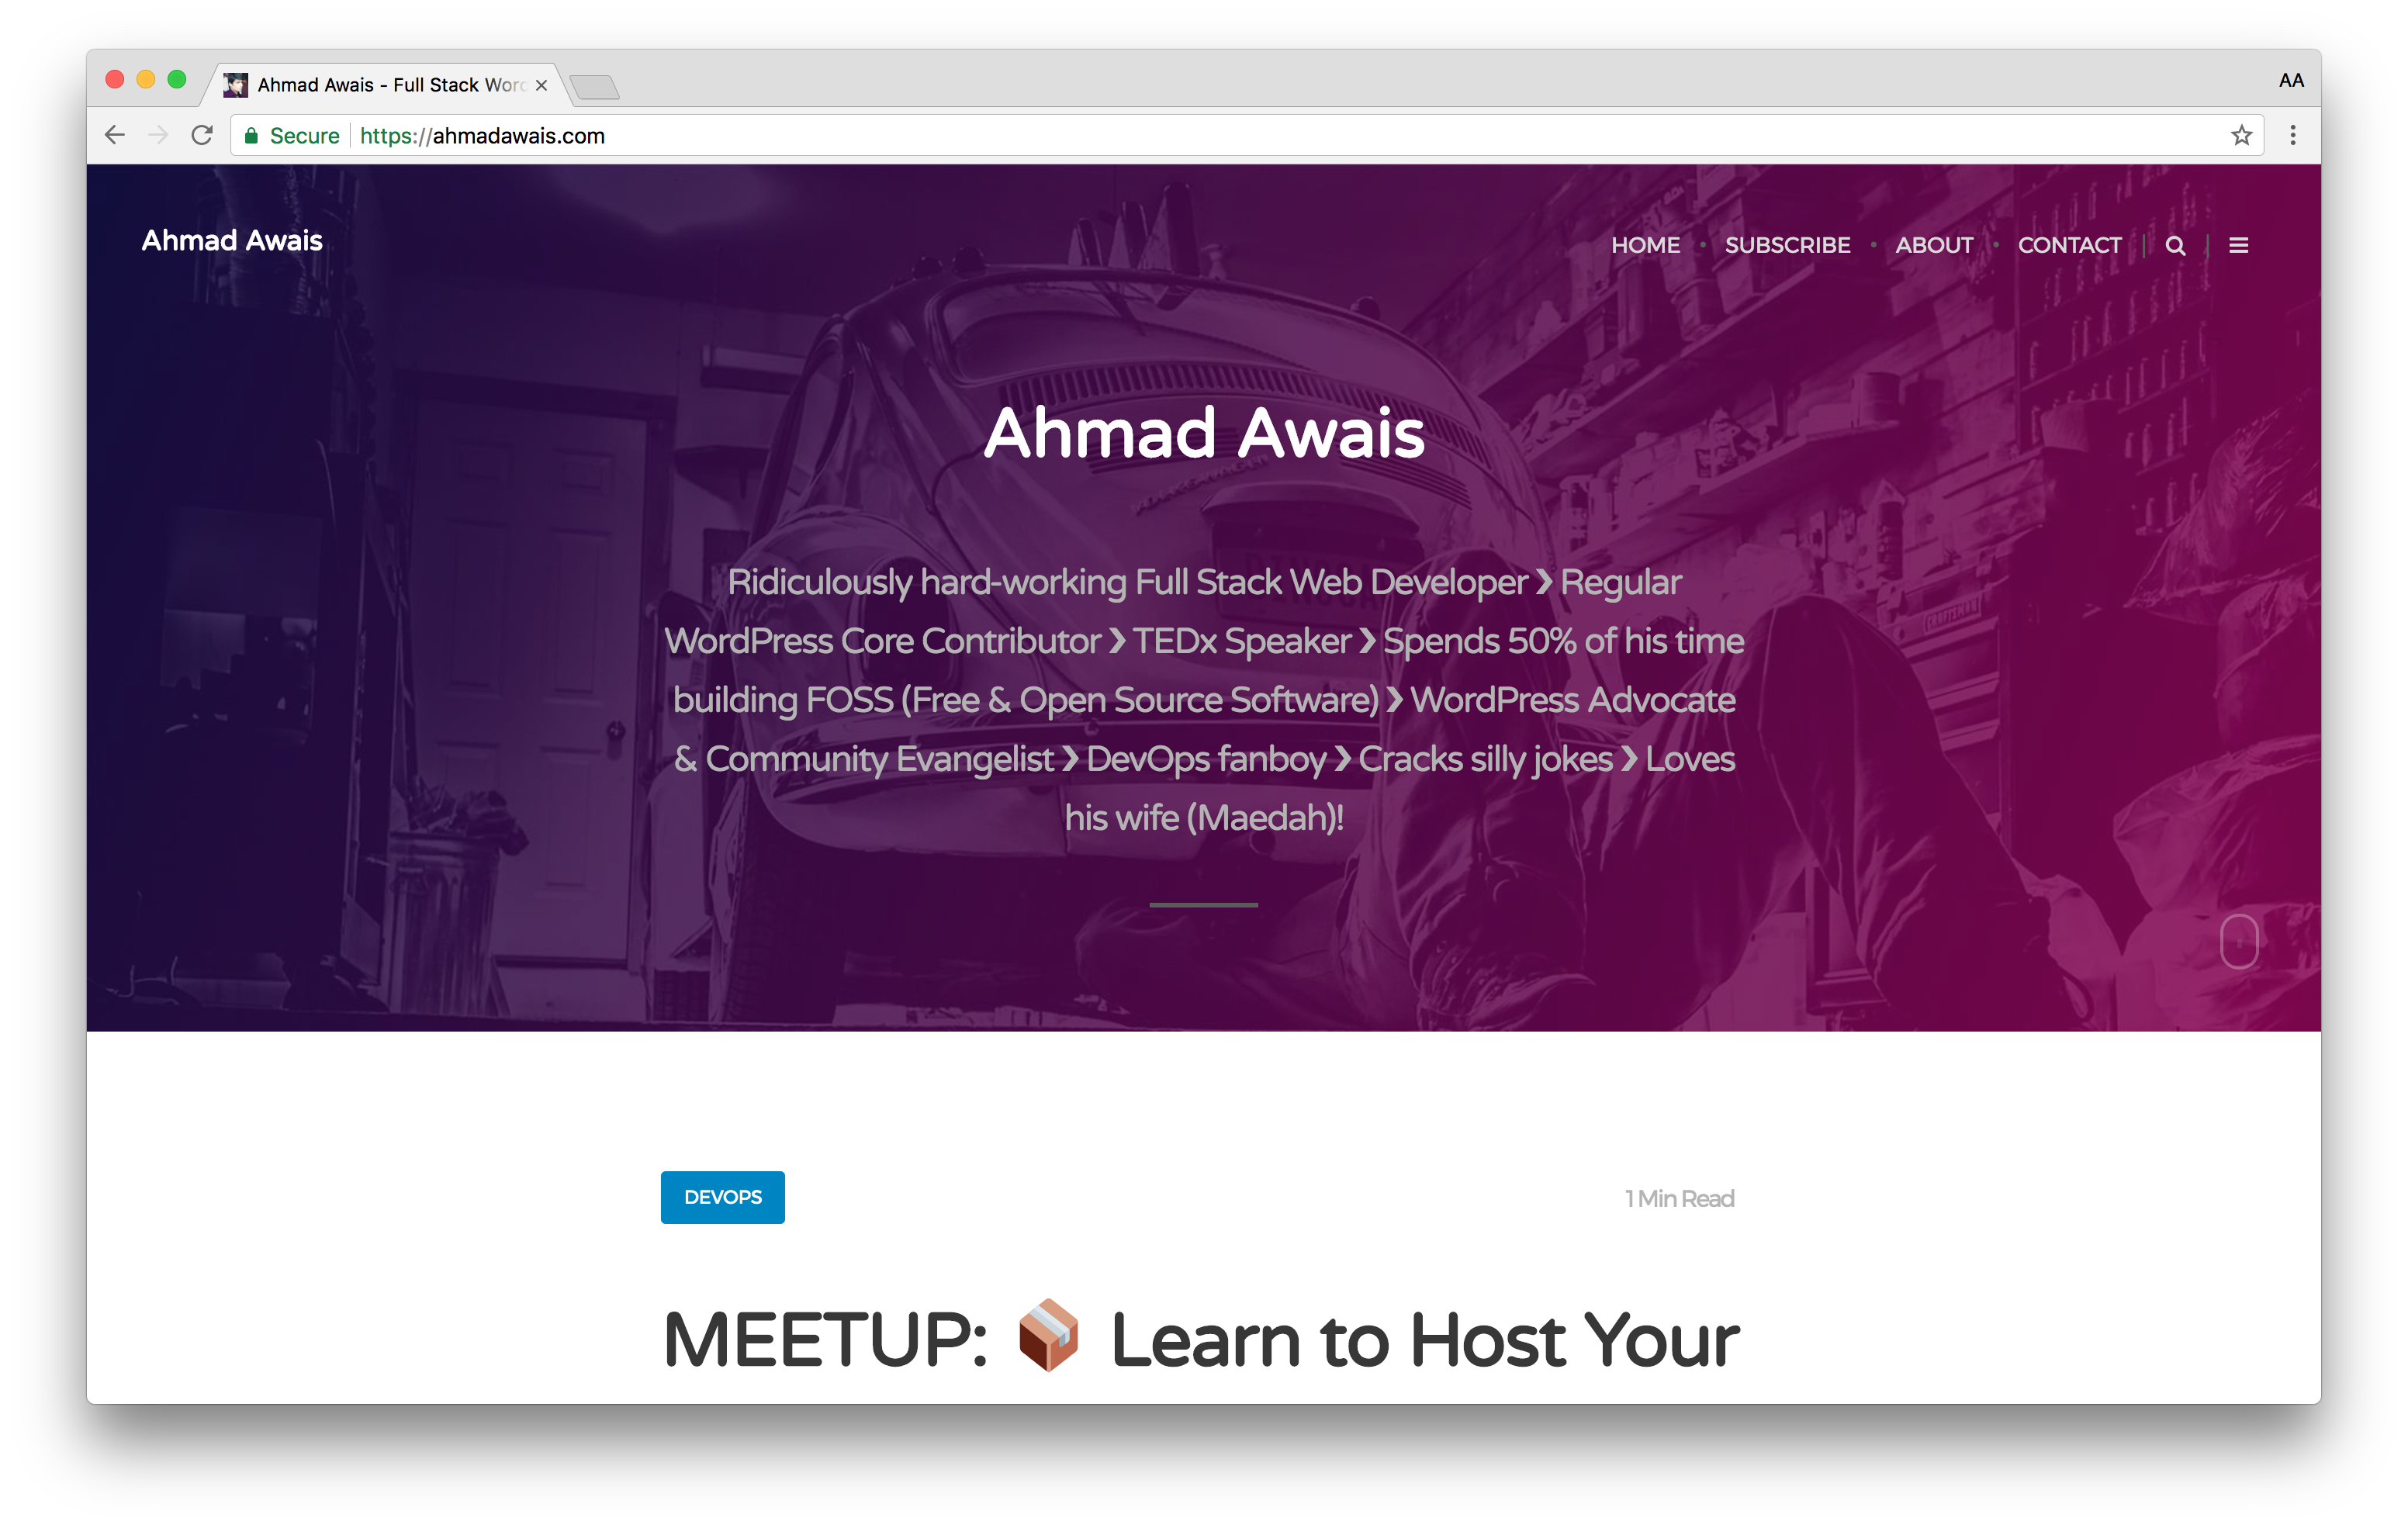 Ahmad Awais - Full Stack Word
AA
Secure
https://ahmadawais.com
Ahmad Awais
HOME • SUBSCRIBE • ABOUT • CONTACT
Ahmad Awais
Ridiculously hard-working Full Stack Web Developer ❯ Regular
WordPress Core Contributor ❯ TEDx Speaker ❯ Spends 50% of his time
building FOSS (Free & Open Source Software) ❯ WordPress Advocate
& Community Evangelist ❯ DevOps fanboy ❯ Cracks silly jokes ❯ Loves
his wife (Maedah)!
CRAFTSMAN
DEVOPS
1 Min Read
MEETUP: 📦 Learn to Host Your